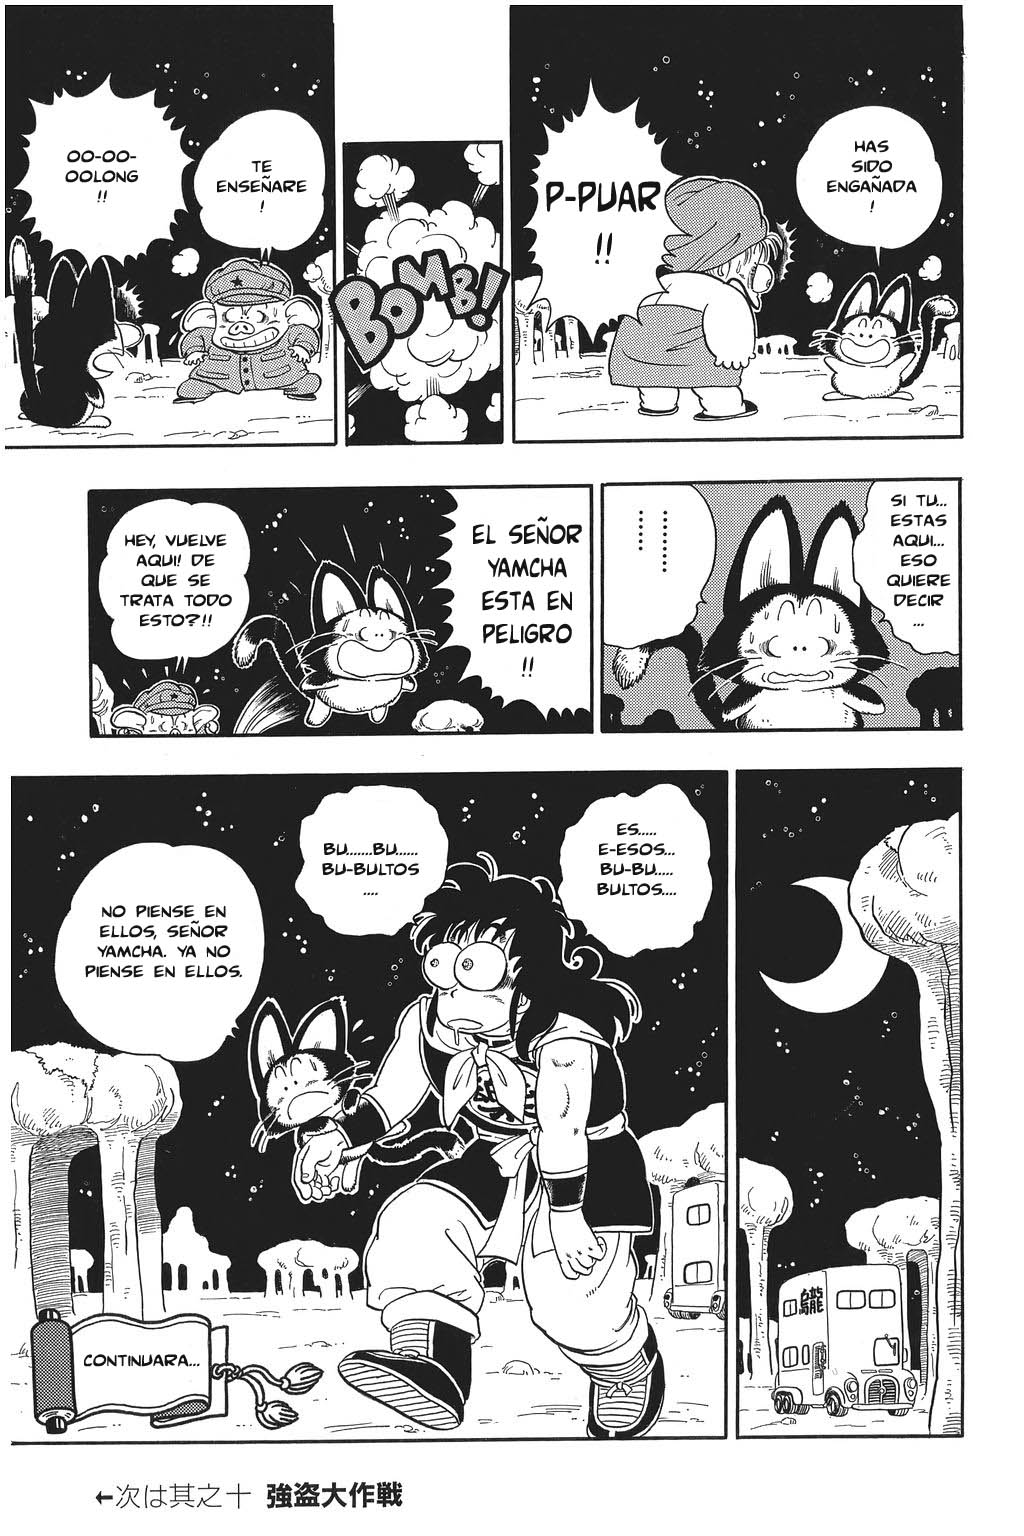 HAS
SIDO
ENGAÑADA
!
P-PUAR
!!
BOMB!
TE
ENSEÑARE
!
OO-OO-
OOLONG
!!
SI TU...
ESTAS
AQUI...
ESO
QUIERE
DECIR
...
.........
......
EL SEÑOR
YAMCHA
ESTA EN
PELIGRO
!!
HEY, VUELVE
AQUI! DE
QUE SE
TRATA TODO
ESTO?!!
烏龍
ES.....
E-ESOS...
BU-BU.....
BULTOS....
BU......BU......
BU-BULTOS
....
NO PIENSE EN
ELLOS, SEÑOR
YAMCHA. YA NO
PIENSE EN ELLOS.
CONTINUARA...
←次は其之十 強盗大作戦